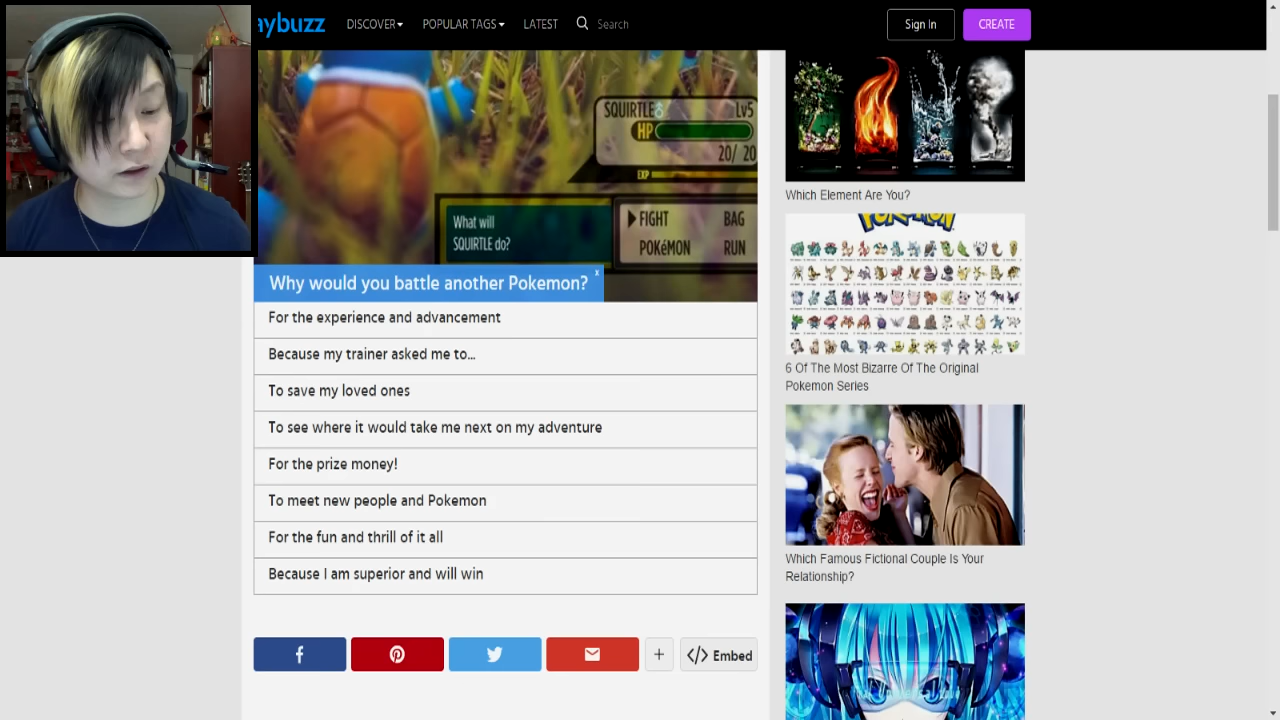 aybuzz
DISCOVER
POPULAR TAGS
LATEST
Search
Sign In
CREATE
SQUIRTLE♂ Lv5
HP
20/ 20
EXP
What will
SQUIRTLE do?
FIGHT BAG
POKéMON RUN
Why would you battle another Pokemon?
x
For the experience and advancement
Because my trainer asked me to...
To save my loved ones
To see where it would take me next on my adventure
For the prize money!
To meet new people and Pokemon
For the fun and thrill of it all
Because I am superior and will win
+
</> Embed
Which Element Are You?
POKéMON
6 Of The Most Bizarre Of The Original
Pokemon Series
Which Famous Fictional Couple Is Your
Relationship?